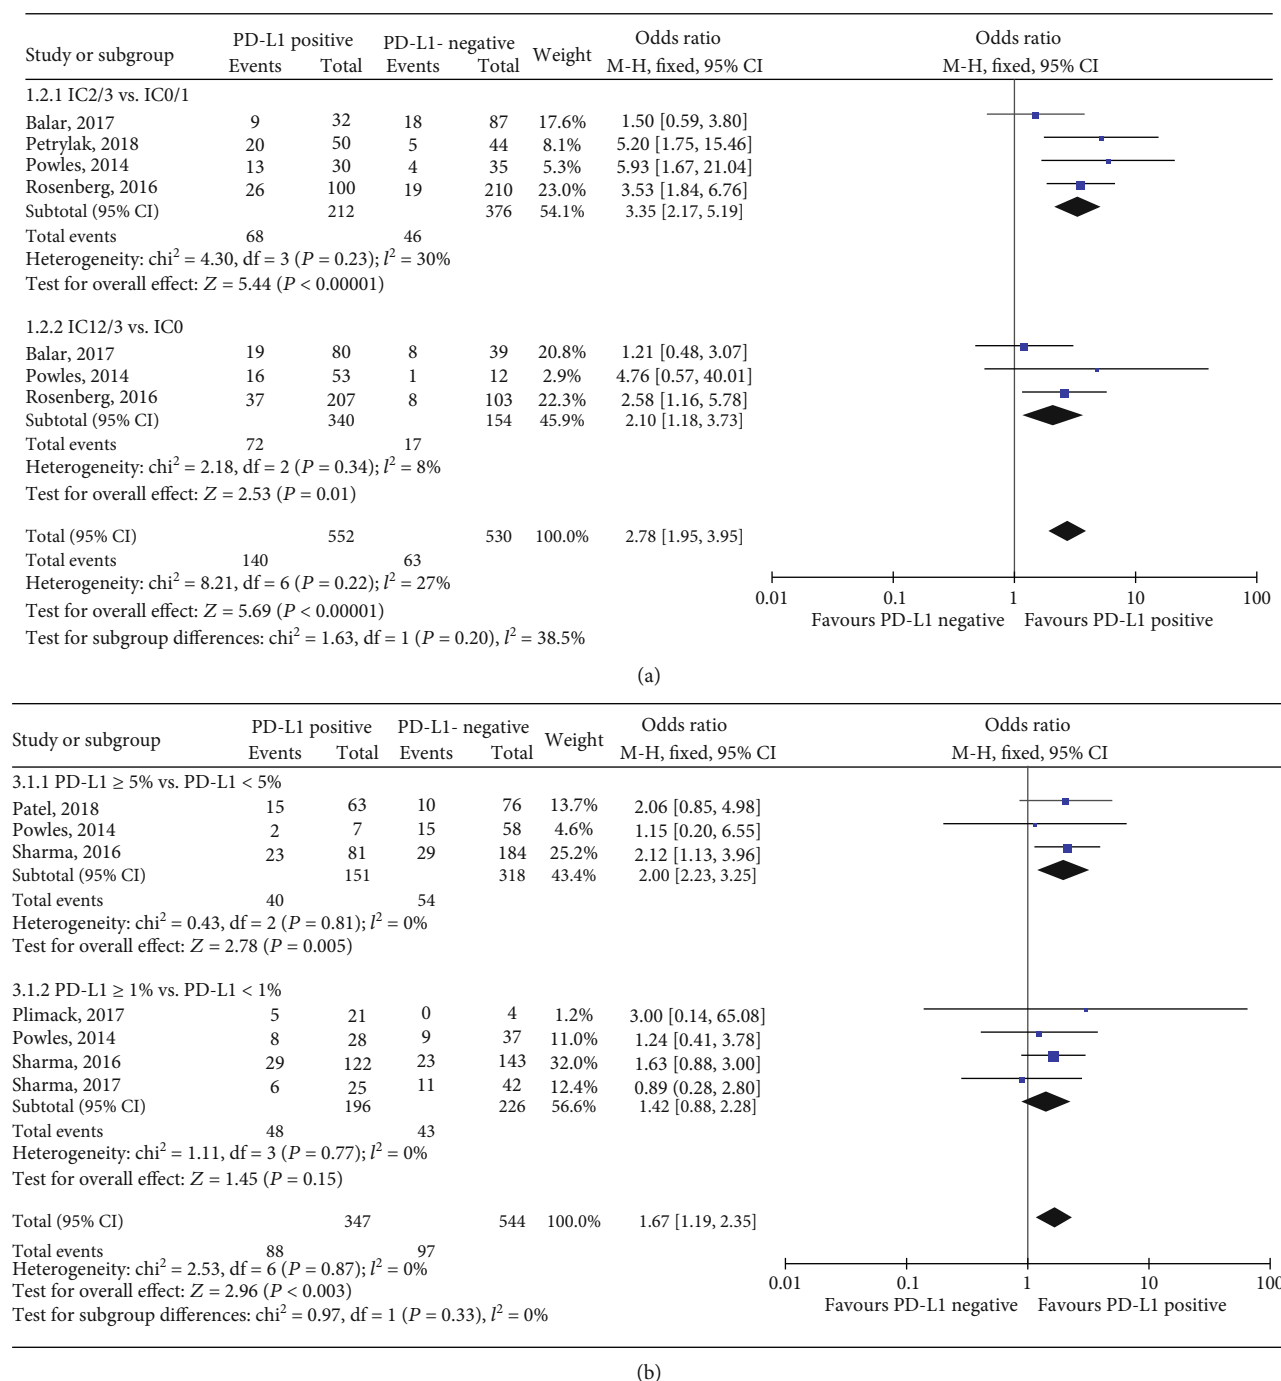 Study or subgroup PD-L1 positive PD-L1- negative Weight Odds ratio Odds ratio
Events Total Events Total M-H, fixed, 95% CI M-H, fixed, 95% CI
1.2.1 IC2/3 vs. IC0/1
Balar, 2017 9 32 18 87 17.6% 1.50 [0.59, 3.80]
Petrylak, 2018 20 50 5 44 8.1% 5.20 [1.75, 15.46]
Powles, 2014 13 30 4 35 5.3% 5.93 [1.67, 21.04]
Rosenberg, 2016 26 100 19 210 23.0% 3.53 [1.84, 6.76]
Subtotal (95% CI) 212 376 54.1% 3.35 [2.17, 5.19]
Total events 68 46
Heterogeneity: chi² = 4.30, df = 3 (P = 0.23); l² = 30%
Test for overall effect: Z = 5.44 (P < 0.00001)
1.2.2 IC12/3 vs. IC0
Balar, 2017 19 80 8 39 20.8% 1.21 [0.48, 3.07]
Powles, 2014 16 53 1 12 2.9% 4.76 [0.57, 40.01]
Rosenberg, 2016 37 207 8 103 22.3% 2.58 [1.16, 5.78]
Subtotal (95% CI) 340 154 45.9% 2.10 [1.18, 3.73]
Total events 72 17
Heterogeneity: chi² = 2.18, df = 2 (P = 0.34); l² = 8%
Test for overall effect: Z = 2.53 (P = 0.01)
Total (95% CI) 552 530 100.0% 2.78 [1.95, 3.95]
Total events 140 63
Heterogeneity: chi² = 8.21, df = 6 (P = 0.22); l² = 27%
Test for overall effect: Z = 5.69 (P < 0.00001)
Test for subgroup differences: chi² = 1.63, df = 1 (P = 0.20), l² = 38.5%
0.01 0.1 1 10 100
Favours PD-L1 negative Favours PD-L1 positive
(a)
Study or subgroup PD-L1 positive PD-L1- negative Weight Odds ratio Odds ratio
Events Total Events Total M-H, fixed, 95% CI M-H, fixed, 95% CI
3.1.1 PD-L1 ≥ 5% vs. PD-L1 < 5%
Patel, 2018 15 63 10 76 13.7% 2.06 [0.85, 4.98]
Powles, 2014 2 7 15 58 4.6% 1.15 [0.20, 6.55]
Sharma, 2016 23 81 29 184 25.2% 2.12 [1.13, 3.96]
Subtotal (95% CI) 151 318 43.4% 2.00 [2.23, 3.25]
Total events 40 54
Heterogeneity: chi² = 0.43, df = 2 (P = 0.81); l² = 0%
Test for overall effect: Z = 2.78 (P = 0.005)
3.1.2 PD-L1 ≥ 1% vs. PD-L1 < 1%
Plimack, 2017 5 21 0 4 1.2% 3.00 [0.14, 65.08]
Powles, 2014 8 28 9 37 11.0% 1.24 [0.41, 3.78]
Sharma, 2016 29 122 23 143 32.0% 1.63 [0.88, 3.00]
Sharma, 2017 6 25 11 42 12.4% 0.89 (0.28, 2.80]
Subtotal (95% CI) 196 226 56.6% 1.42 [0.88, 2.28]
Total events 48 43
Heterogeneity: chi² = 1.11, df = 3 (P = 0.77); l² = 0%
Test for overall effect: Z = 1.45 (P = 0.15)
Total (95% CI) 347 544 100.0% 1.67 [1.19, 2.35]
Total events 88 97
Heterogeneity: chi² = 2.53, df = 6 (P = 0.87); l² = 0%
Test for overall effect: Z = 2.96 (P < 0.003)
Test for subgroup differences: chi² = 0.97, df = 1 (P = 0.33), l² = 0%
0.01 0.1 1 10 100
Favours PD-L1 negative Favours PD-L1 positive
(b)